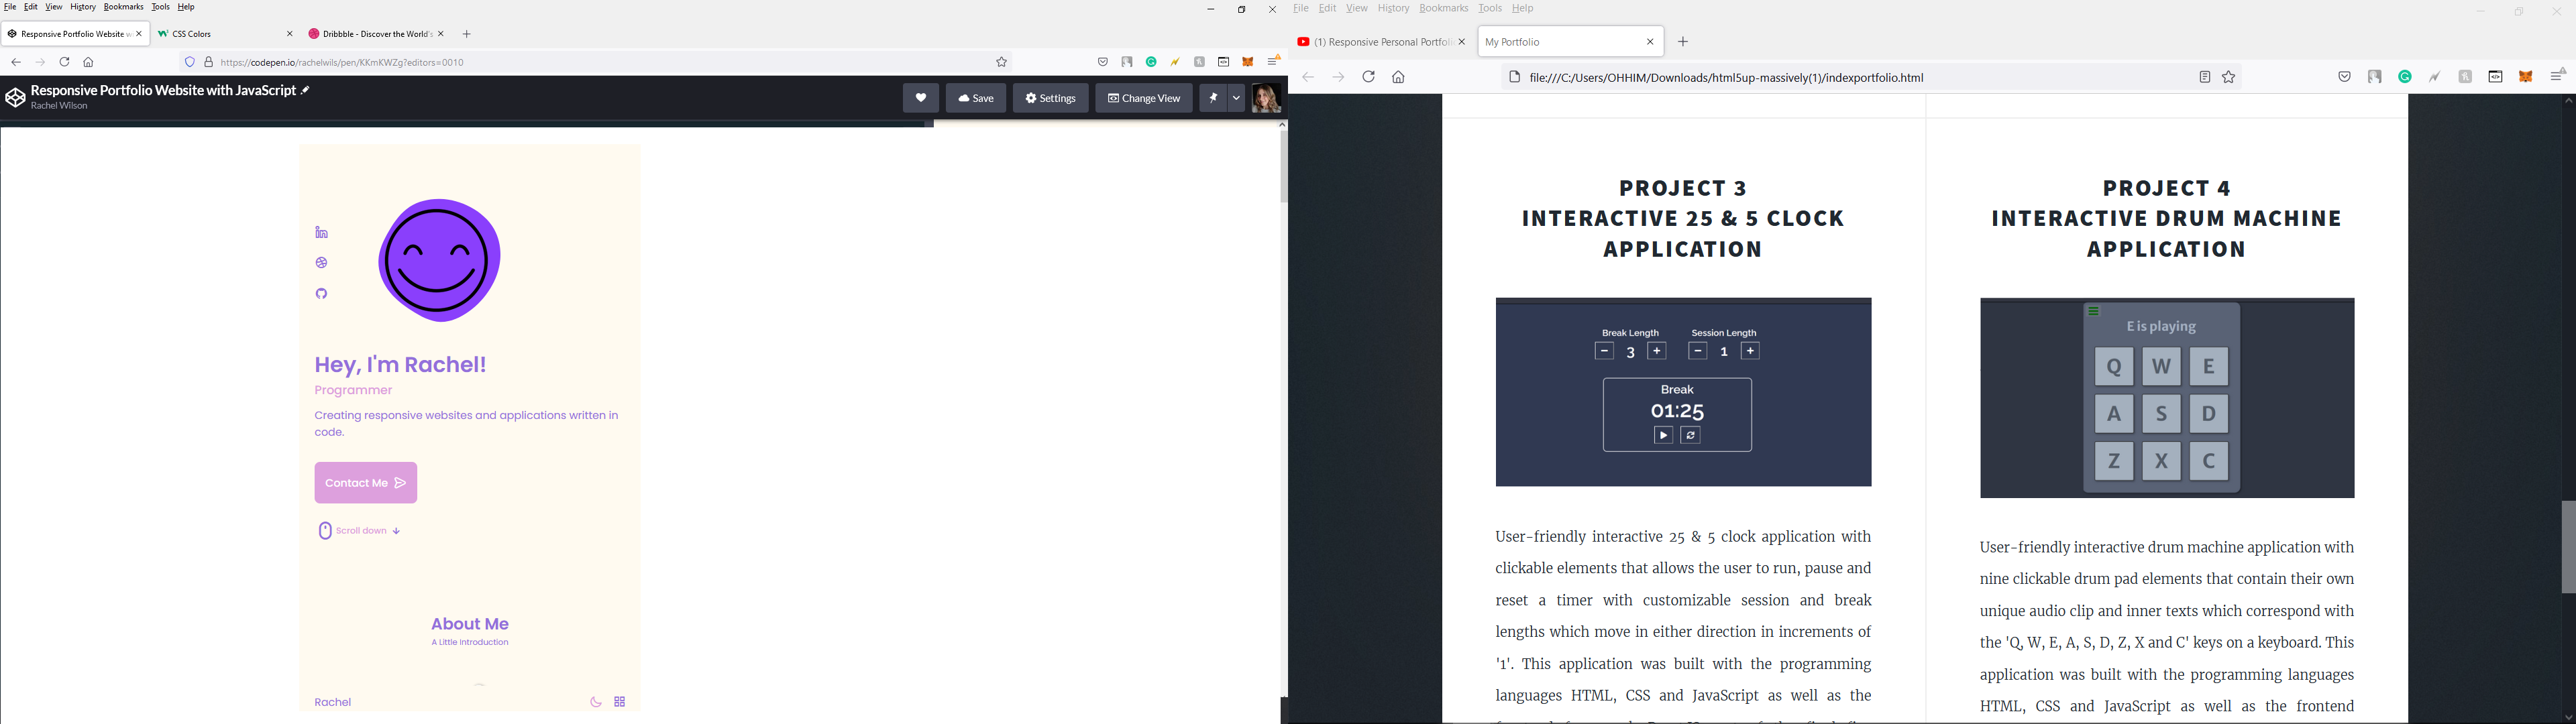 File Edit View History Bookmarks Tools Help
Responsive Portfolio Website w
CSS Colors
Dribbble - Discover the World's
https://codepen.io/rachelwils/pen/KKmKWZg?editors=0010
Responsive Portfolio Website with JavaScript
Rachel Wilson
Save
Settings
Change View
Hey, I'm Rachel!
Programmer
Creating responsive websites and applications written in
code.
Contact Me
Scroll down
About Me
A Little Introduction
Rachel
File Edit View History Bookmarks Tools Help
(1) Responsive Personal Portfoli
My Portfolio
file:///C:/Users/OHHIM/Downloads/html5up-massively(1)/indexportfolio.html
PROJECT 3
INTERACTIVE 25 & 5 CLOCK
APPLICATION
Break Length Session Length
3 1
Break
01:25
User-friendly interactive 25 & 5 clock application with
clickable elements that allows the user to run, pause and
reset a timer with customizable session and break
lengths which move in either direction in increments of
'1'. This application was built with the programming
languages HTML, CSS and JavaScript as well as the
PROJECT 4
INTERACTIVE DRUM MACHINE
APPLICATION
E is playing
Q W E
A S D
Z X C
User-friendly interactive drum machine application with
nine clickable drum pad elements that contain their own
unique audio clip and inner texts which correspond with
the 'Q, W, E, A, S, D, Z, X and C' keys on a keyboard. This
application was built with the programming languages
HTML, CSS and JavaScript as well as the frontend